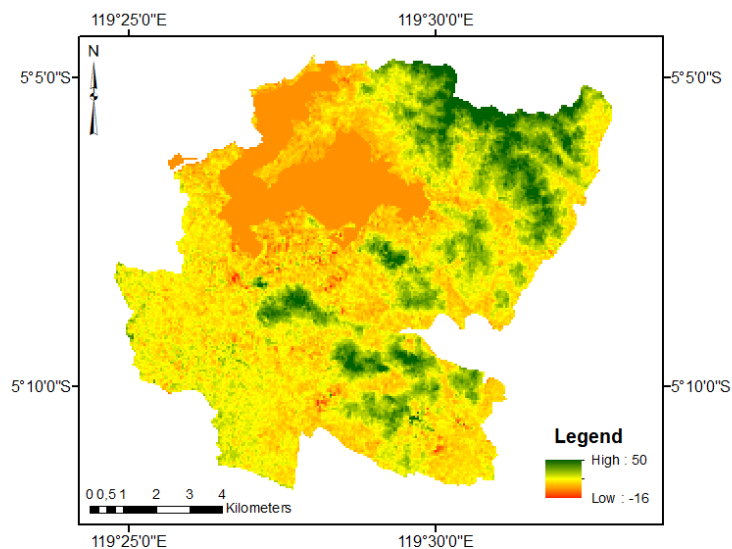 119°25'0"E 119°30'0"E
N
5°5'0"S 5°5'0"S
5°10'0"S 5°10'0"S
Legend
High : 50
Low : -16
0 0,5 1 2 3 4
Kilometers
119°25'0"E 119°30'0"E